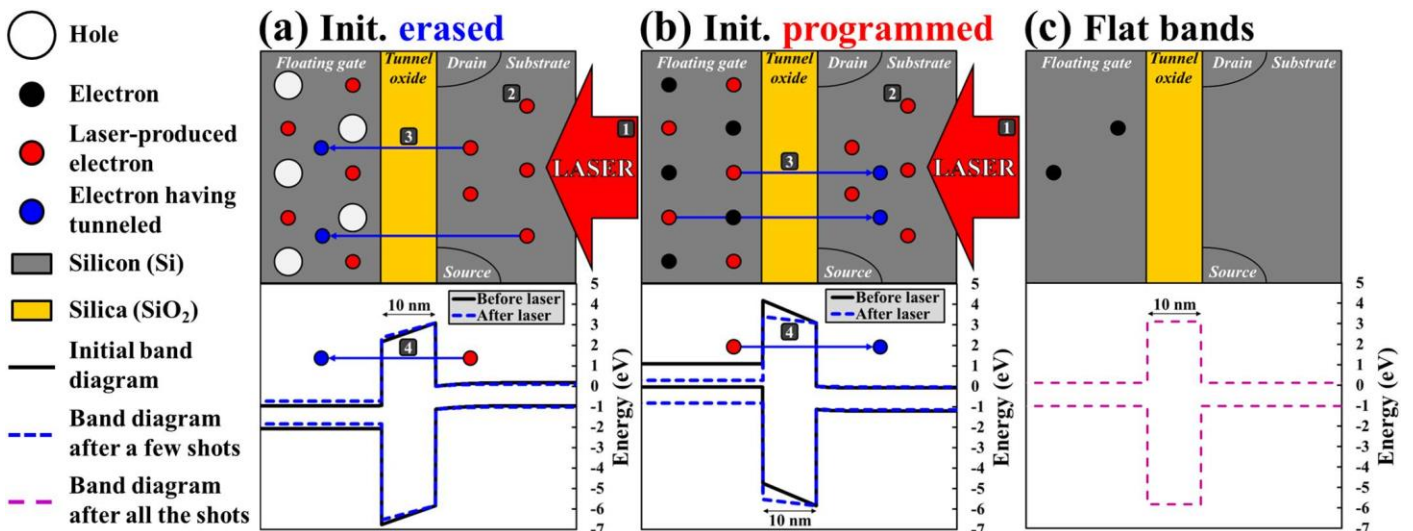 Hole
Electron
Laser-produced
electron
Electron having
tunneled
Silicon (Si)
Silica (SiO₂)
Initial band
diagram
Band diagram
after a few shots
Band diagram
after all the shots
(a) Init. erased
Floating gate
Tunnel
oxide
Drain
Substrate
2
1
3
LASER
Source
10 nm
Before laser
After laser
4
5
4
3
2
1
0
-1
-2
-3
-4
-5
-6
-7
Energy (eV)
(b) Init. programmed
Floating gate
Tunnel
oxide
Drain
Substrate
2
1
3
LASER
Source
Before laser
After laser
4
10 nm
5
4
3
2
1
0
-1
-2
-3
-4
-5
-6
-7
Energy (eV)
(c) Flat bands
Floating gate
Tunnel
oxide
Drain
Substrate
Source
10 nm
5
4
3
2
1
0
-1
-2
-3
-4
-5
-6
-7
Energy (eV)